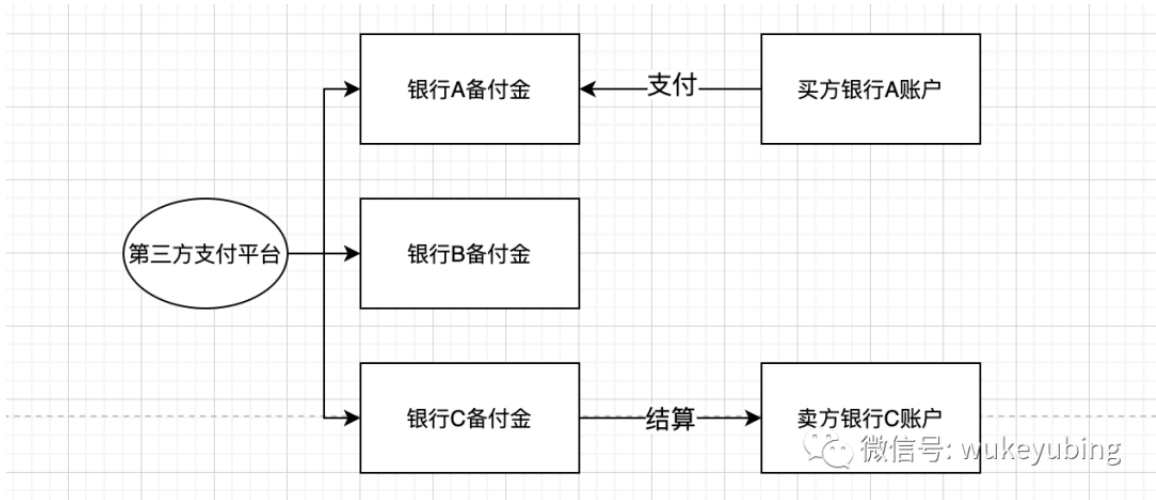 银行A备付金
支付
买方银行A账户
第三方支付平台
银行B备付金
银行C备付金
结算
卖方银行C账户
微信号: wukeyubing